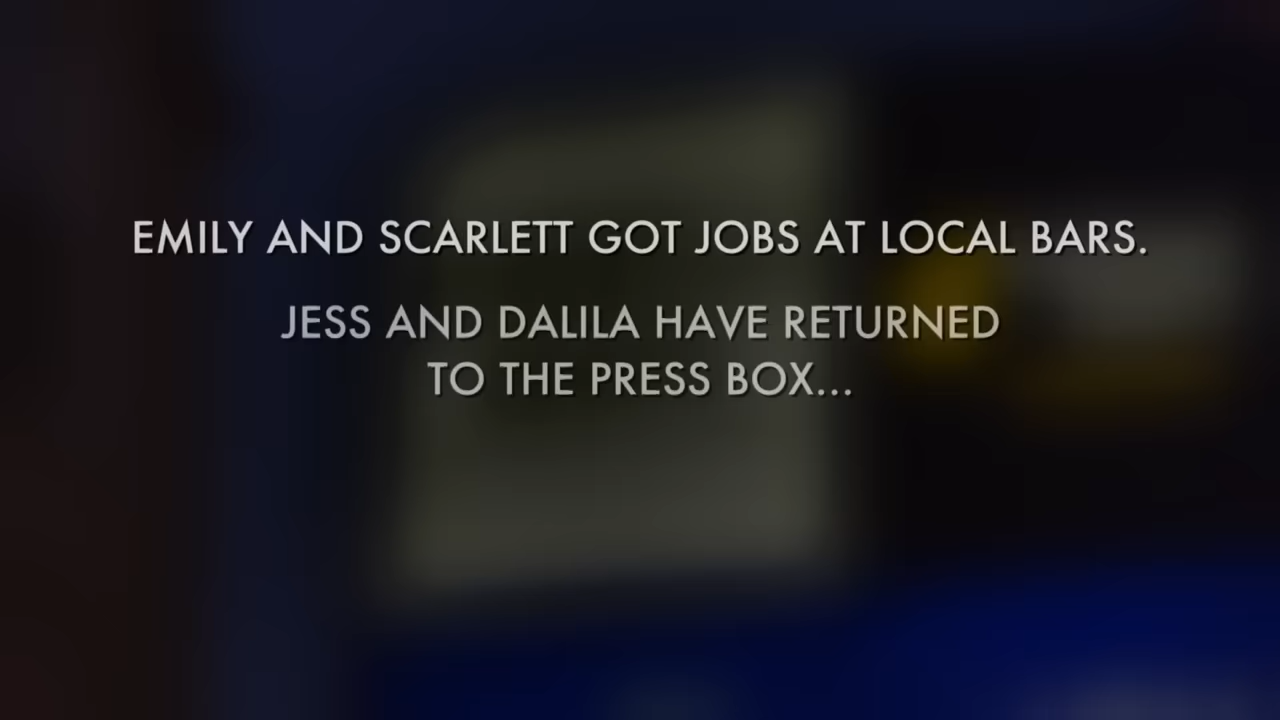 EMILY AND SCARLETT GOT JOBS AT LOCAL BARS.
JESS AND DALILA HAVE RETURNED
TO THE PRESS BOX...